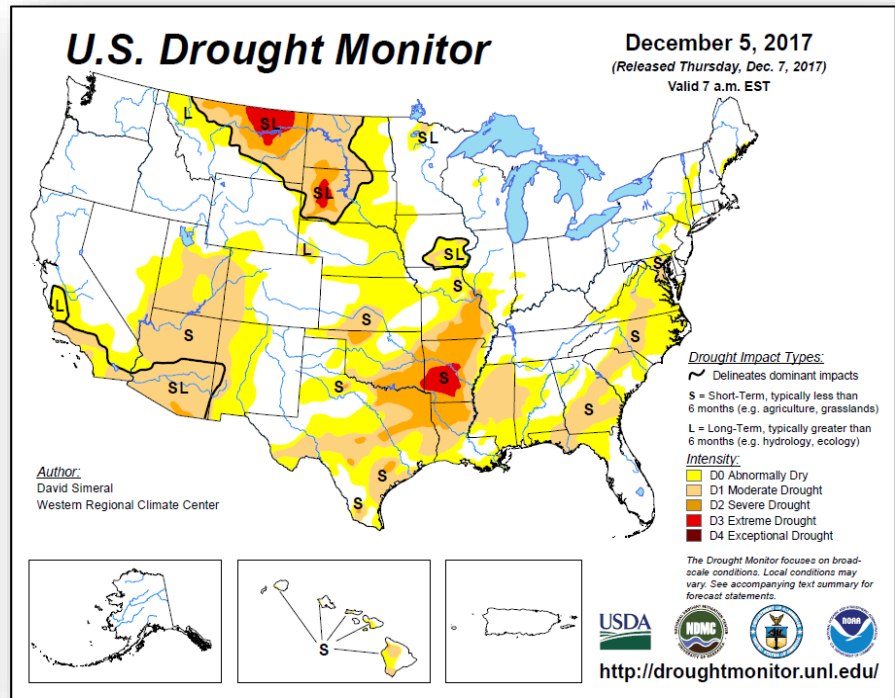 U.S. Drought Monitor
December 5, 2017
(Released Thursday, Dec. 7, 2017)
Valid 7 a.m. EST
L
SL
SL
SL
L
SL
S
L
S
S
S
SL
S
S
S
S
S
S
S
Drought Impact Types:
Delineates dominant impacts
S = Short-Term, typically less than
6 months (e.g. agriculture, grasslands)
L = Long-Term, typically greater than
6 months (e.g. hydrology, ecology)
Intensity:
D0 Abnormally Dry
D1 Moderate Drought
D2 Severe Drought
D3 Extreme Drought
D4 Exceptional Drought
Author:
David Simeral
Western Regional Climate Center
The Drought Monitor focuses on broad-
scale conditions. Local conditions may
vary. See accompanying text summary for
forecast statements.
S
USDA
NDMC
NOAA
http://droughtmonitor.unl.edu/